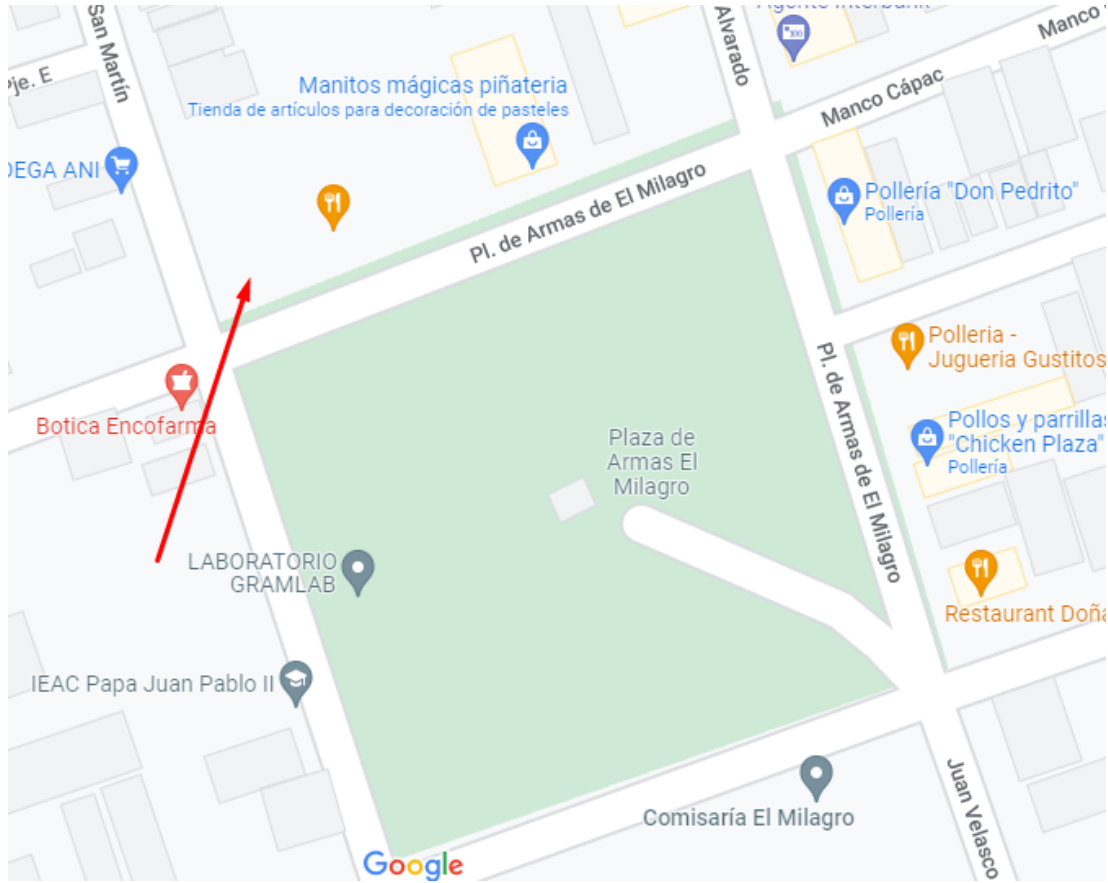 San Martín
Pje. E
Agente Interbank
Alvarado
Manco
Manco Cápac
Manitos mágicas piñateria
Tienda de artículos para decoración de pasteles
DEGA ANI
Pl. de Armas de El Milagro
Pollería "Don Pedrito"
Pollería
Polleria -
Jugueria Gustitos
Botica Encofarma
Pl. de Armas de El Milagro
Plaza de
Armas El
Milagro
Pollos y parrillas
"Chicken Plaza"
Pollería
LABORATORIO
GRAMLAB
Restaurant Doña
IEAC Papa Juan Pablo II
Comisaría El Milagro
Juan Velasco
Google